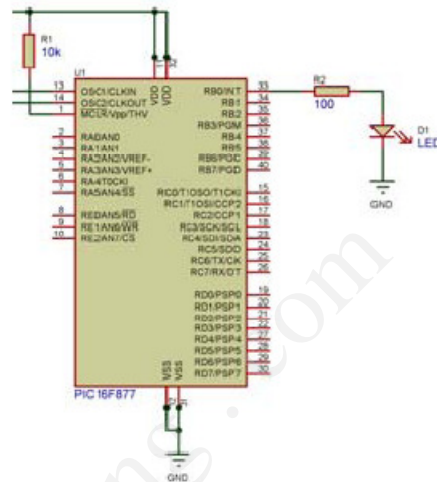 R1
10k
U1
13 OSC1/CLKIN
14 OSC2/CLKOUT
1 MCLR/Vpp/THV
2 RA0/AN0
3 RA1/AN1
4 RA2/AN2/VREF-
5 RA3/AN3/VREF+
6 RA4/T0CKI
7 RA5/AN4/SS
8 RE0/AN5/RD
9 RE1/AN6/WR
10 RE2/AN7/CS
11 32
VDD VDD
RB0/INT 33
RB1 34
RB2 35
RB3/PGM 36
RB4 37
RB5 38
RB6/PGC 39
RB7/PGD 40
RC0/T1OSO/T1CKI 15
RC1/T1OSI/CCP2 16
RC2/CCP1 17
RC3/SCK/SCL 18
RC4/SDI/SDA 23
RC5/SDO 24
RC6/TX/CK 25
RC7/RX/DT 26
RD0/PSP0 19
RD1/PSP1 20
RD2/PSP2 21
RD3/PSP3 22
RD4/PSP4 27
RD5/PSP5 28
RD6/PSP6 29
RD7/PSP7 30
VSS VSS
12 31
PIC 16F877
GND
R2
100
D1
LED
GND
ng.com